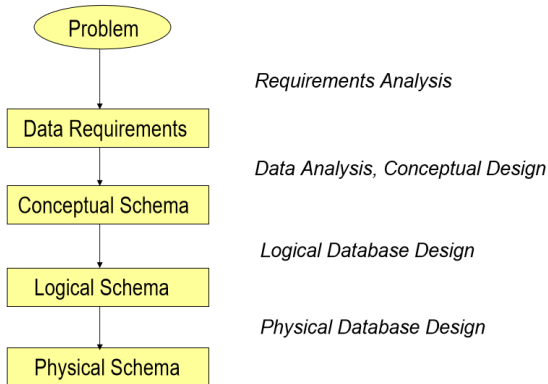 Problem
Requirements Analysis
Data Requirements
Data Analysis, Conceptual Design
Conceptual Schema
Logical Database Design
Logical Schema
Physical Database Design
Physical Schema